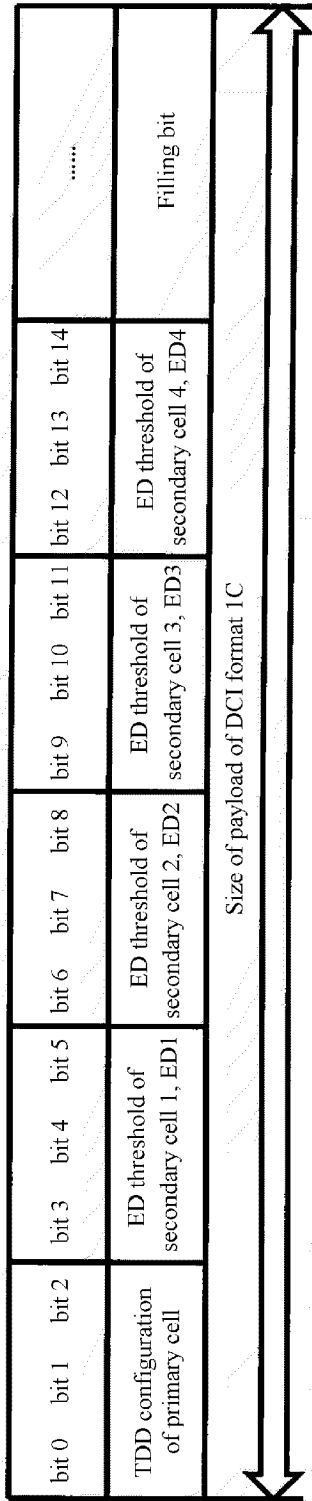 bit 0 bit 1 bit 2 bit 3 bit 4 bit 5 bit 6 bit 7 bit 8 bit 9 bit 10 bit 11 bit 12 bit 13 bit 14 ......
TDD configuration
of primary cell
ED threshold of
secondary cell 1, ED1
ED threshold of
secondary cell 2, ED2
ED threshold of
secondary cell 3, ED3
ED threshold of
secondary cell 4, ED4
Filling bit
Size of payload of DCI format 1C